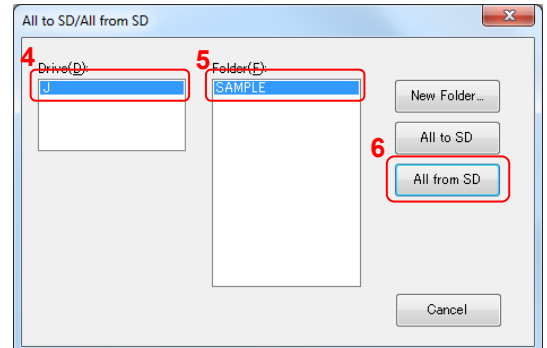 All to SD/All from SD
x
4
Drive(D):
J
5
Folder(F):
SAMPLE
New Folder...
All to SD
6
All from SD
Cancel